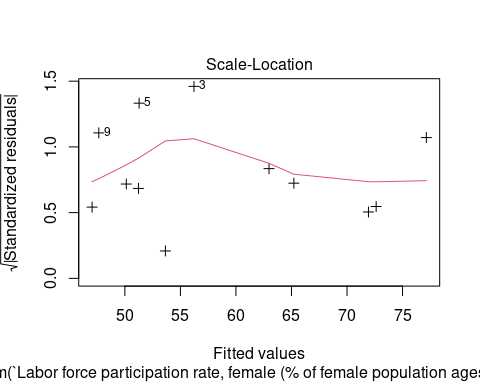 Scale-Location
√|Standardized residuals|
1.5
1.0
0.5
0.0
3
5
9
50 55 60 65 70 75
Fitted values
m(`Labor force participation rate, female (% of female population ages